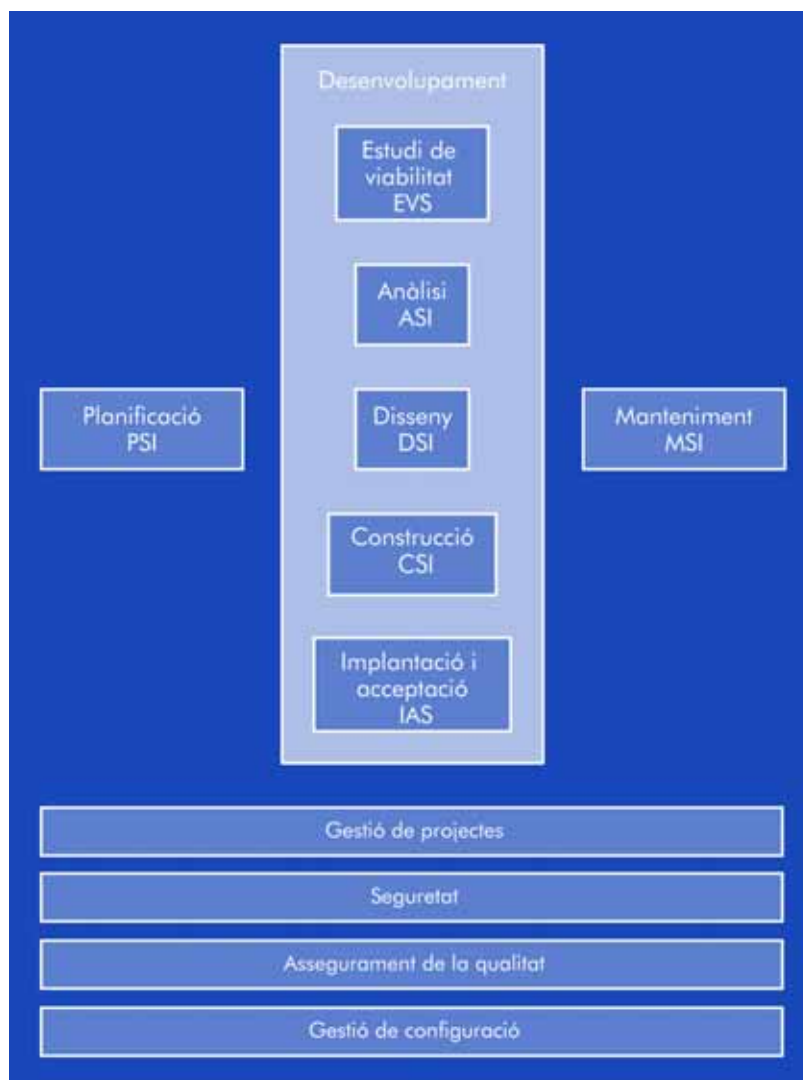 Desenvolupament
Estudi de
viabilitat
EVS
Anàlisi
ASI
Planificació
PSI
Disseny
DSI
Manteniment
MSI
Construcció
CSI
Implantació i
acceptació
IAS
Gestió de projectes
Seguretat
Assegurament de la qualitat
Gestió de configuració